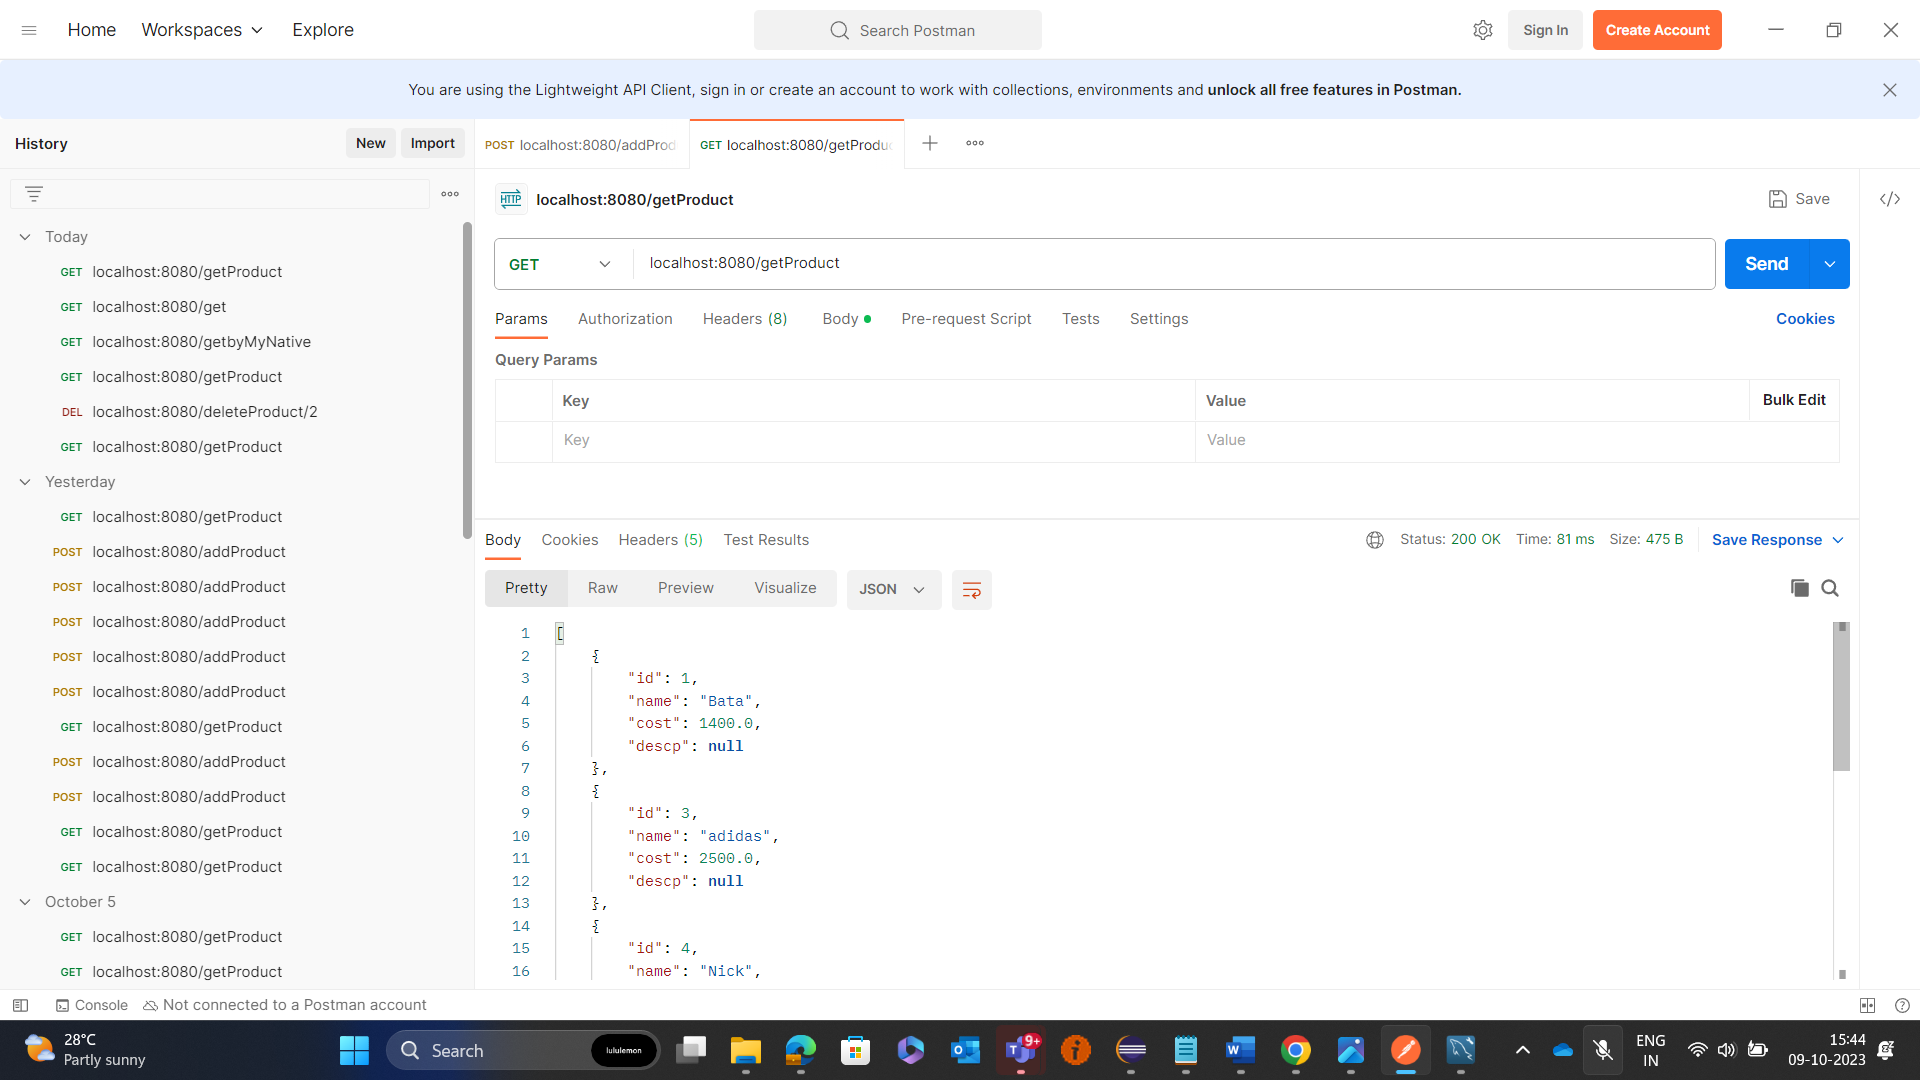 Home Workspaces Explore Search Postman Sign In Create Account
You are using the Lightweight API Client, sign in or create an account to work with collections, environments and unlock all free features in Postman.
History New Import
Today
GET localhost:8080/getProduct
GET localhost:8080/get
GET localhost:8080/getbyMyNative
GET localhost:8080/getProduct
DEL localhost:8080/deleteProduct/2
GET localhost:8080/getProduct
Yesterday
GET localhost:8080/getProduct
POST localhost:8080/addProduct
POST localhost:8080/addProduct
POST localhost:8080/addProduct
POST localhost:8080/addProduct
POST localhost:8080/addProduct
GET localhost:8080/getProduct
POST localhost:8080/addProduct
POST localhost:8080/addProduct
GET localhost:8080/getProduct
GET localhost:8080/getProduct
October 5
GET localhost:8080/getProduct
GET localhost:8080/getProduct
POST localhost:8080/addProd GET localhost:8080/getProdu
HTTP localhost:8080/getProduct Save </>
GET localhost:8080/getProduct Send
Params Authorization Headers (8) Body Pre-request Script Tests Settings Cookies
Query Params
Key Value Bulk Edit
Key Value
Body Cookies Headers (5) Test Results Status: 200 OK Time: 81 ms Size: 475 B Save Response
Pretty Raw Preview Visualize JSON
1 [
2 {
3 "id": 1,
4 "name": "Bata",
5 "cost": 1400.0,
6 "descp": null
7 },
8 {
9 "id": 3,
10 "name": "adidas",
11 "cost": 2500.0,
12 "descp": null
13 },
14 {
15 "id": 4,
16 "name": "Nick",
Console Not connected to a Postman account
28°C
Partly sunny
Search lululemon
9+
ENG
IN
15:44
09-10-2023